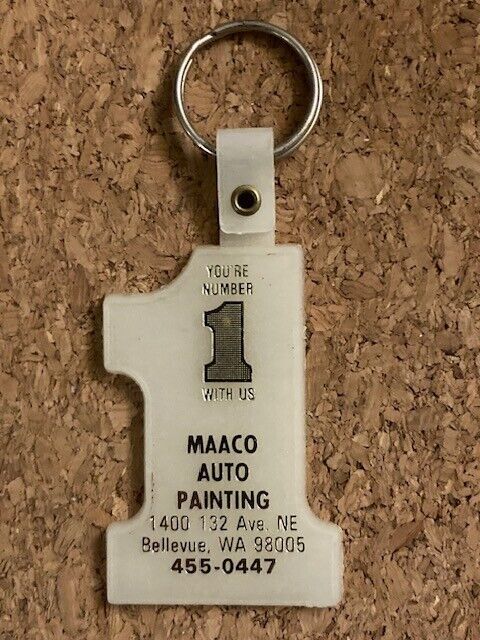 YOU'RE
NUMBER
1
WITH US
MAACO
AUTO
PAINTING
1400 132 Ave. NE
Bellevue, WA 98005
455-0447